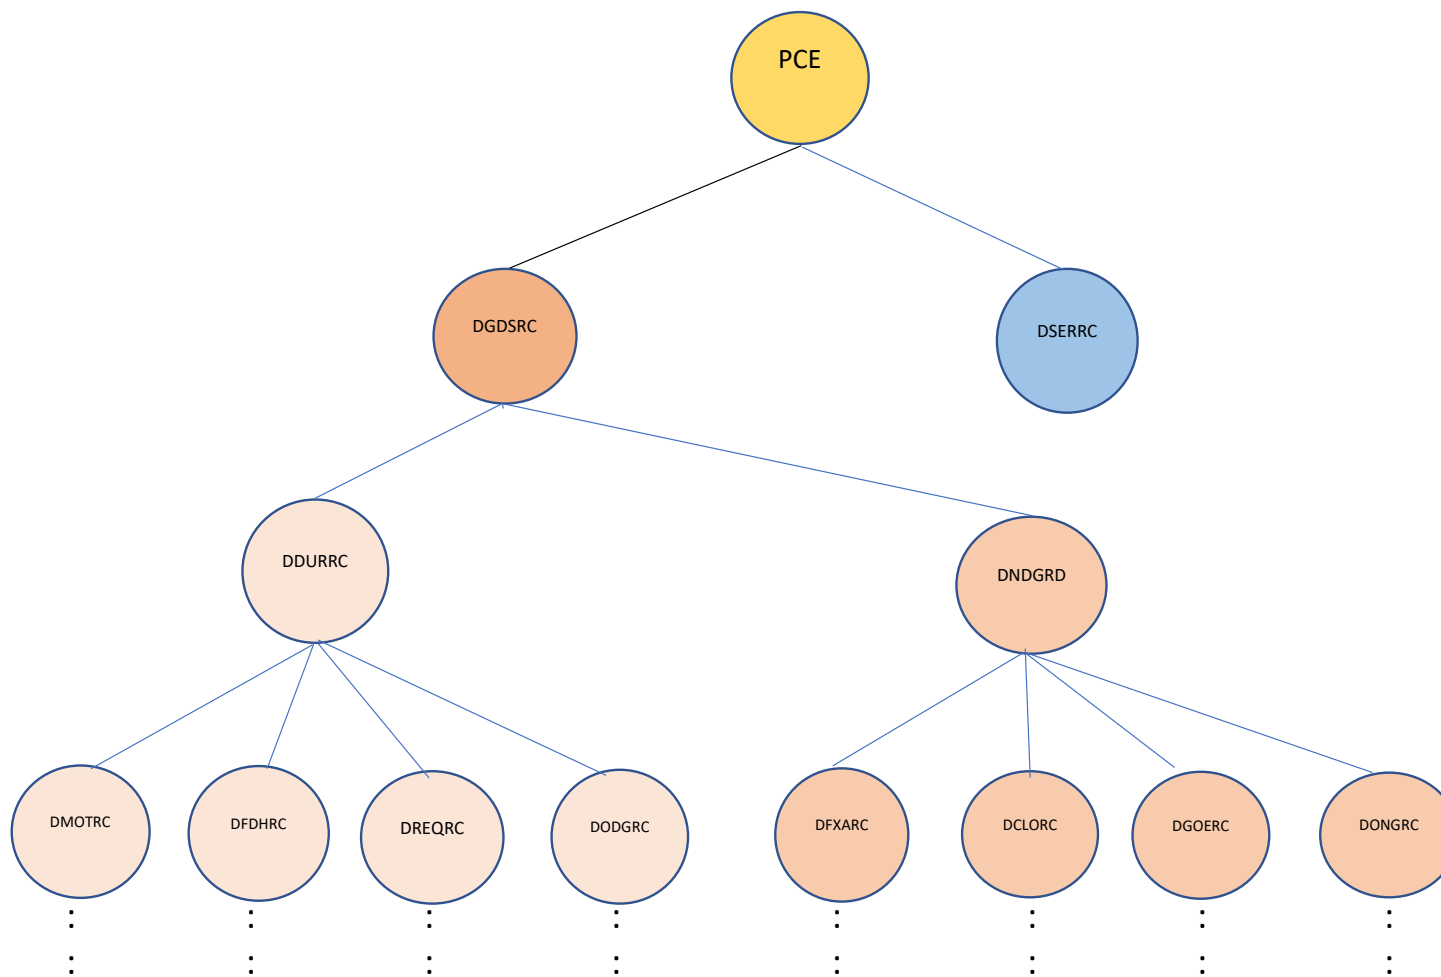 PCE
DGDSRC
DSERRC
DDURRC
DNDGRD
DMOTRC
DFDHRC
DREQRC
DODGRC
DFXARC
DCLORC
DGOERC
DONGRC